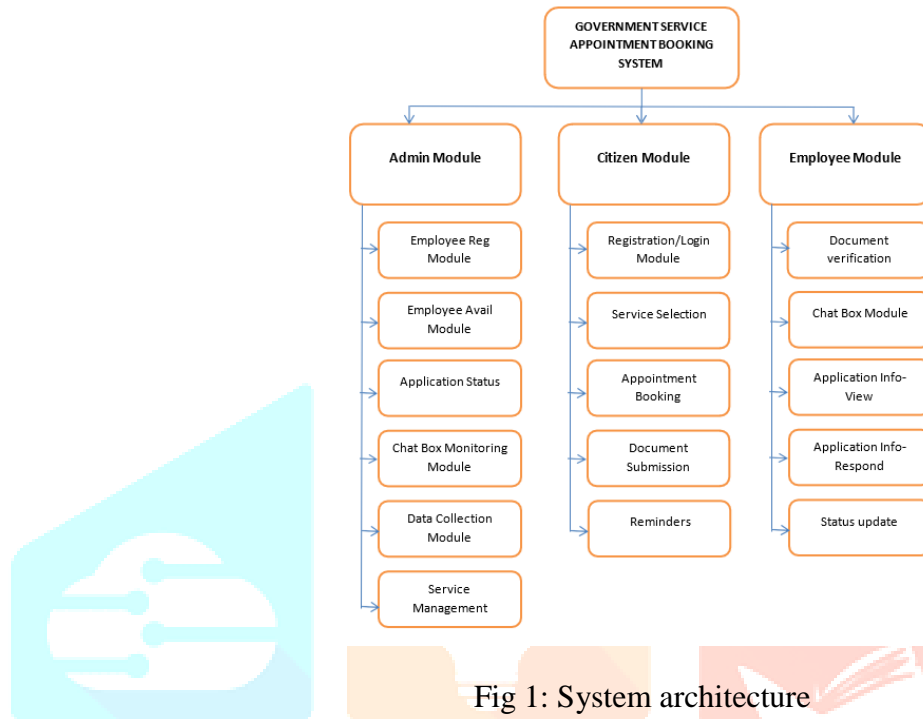 GOVERNMENT SERVICE
APPOINTMENT BOOKING
SYSTEM
Admin Module
Citizen Module
Employee Module
Employee Reg
Module
Employee Avail
Module
Application Status
Chat Box Monitoring
Module
Data Collection
Module
Service
Management
Registration/Login
Module
Service Selection
Appointment
Booking
Document
Submission
Reminders
Document
verification
Chat Box Module
Application Info-
View
Application Info-
Respond
Status update
Fig 1: System architecture